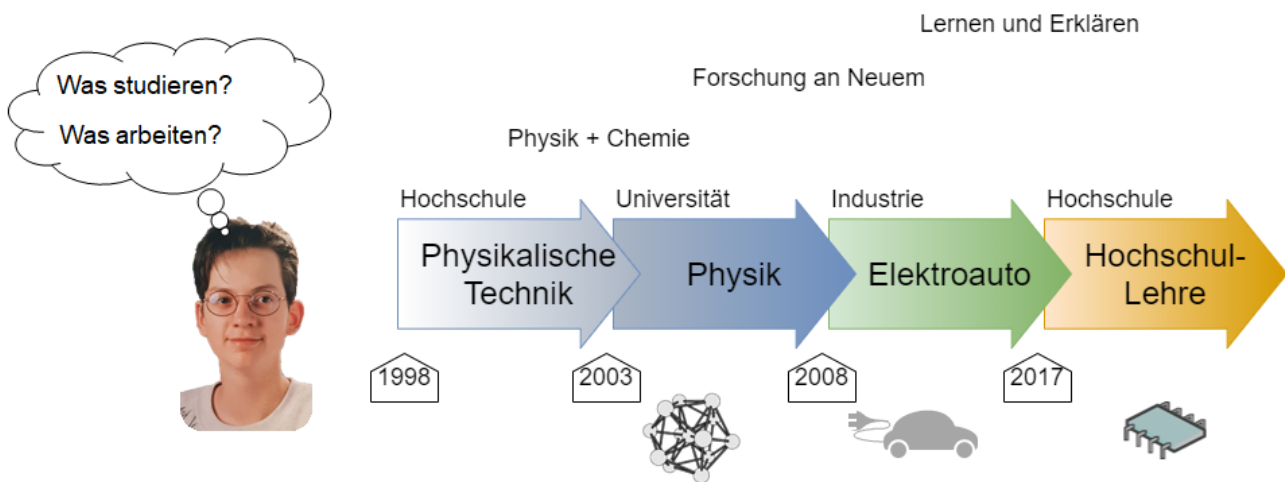 Lernen und Erklären
Forschung an Neuem
Was studieren?
Was arbeiten?
Physik + Chemie
Hochschule
Universität
Industrie
Hochschule
Physikalische
Technik
Physik
Elektroauto
Hochschul-
Lehre
1998
2003
2008
2017